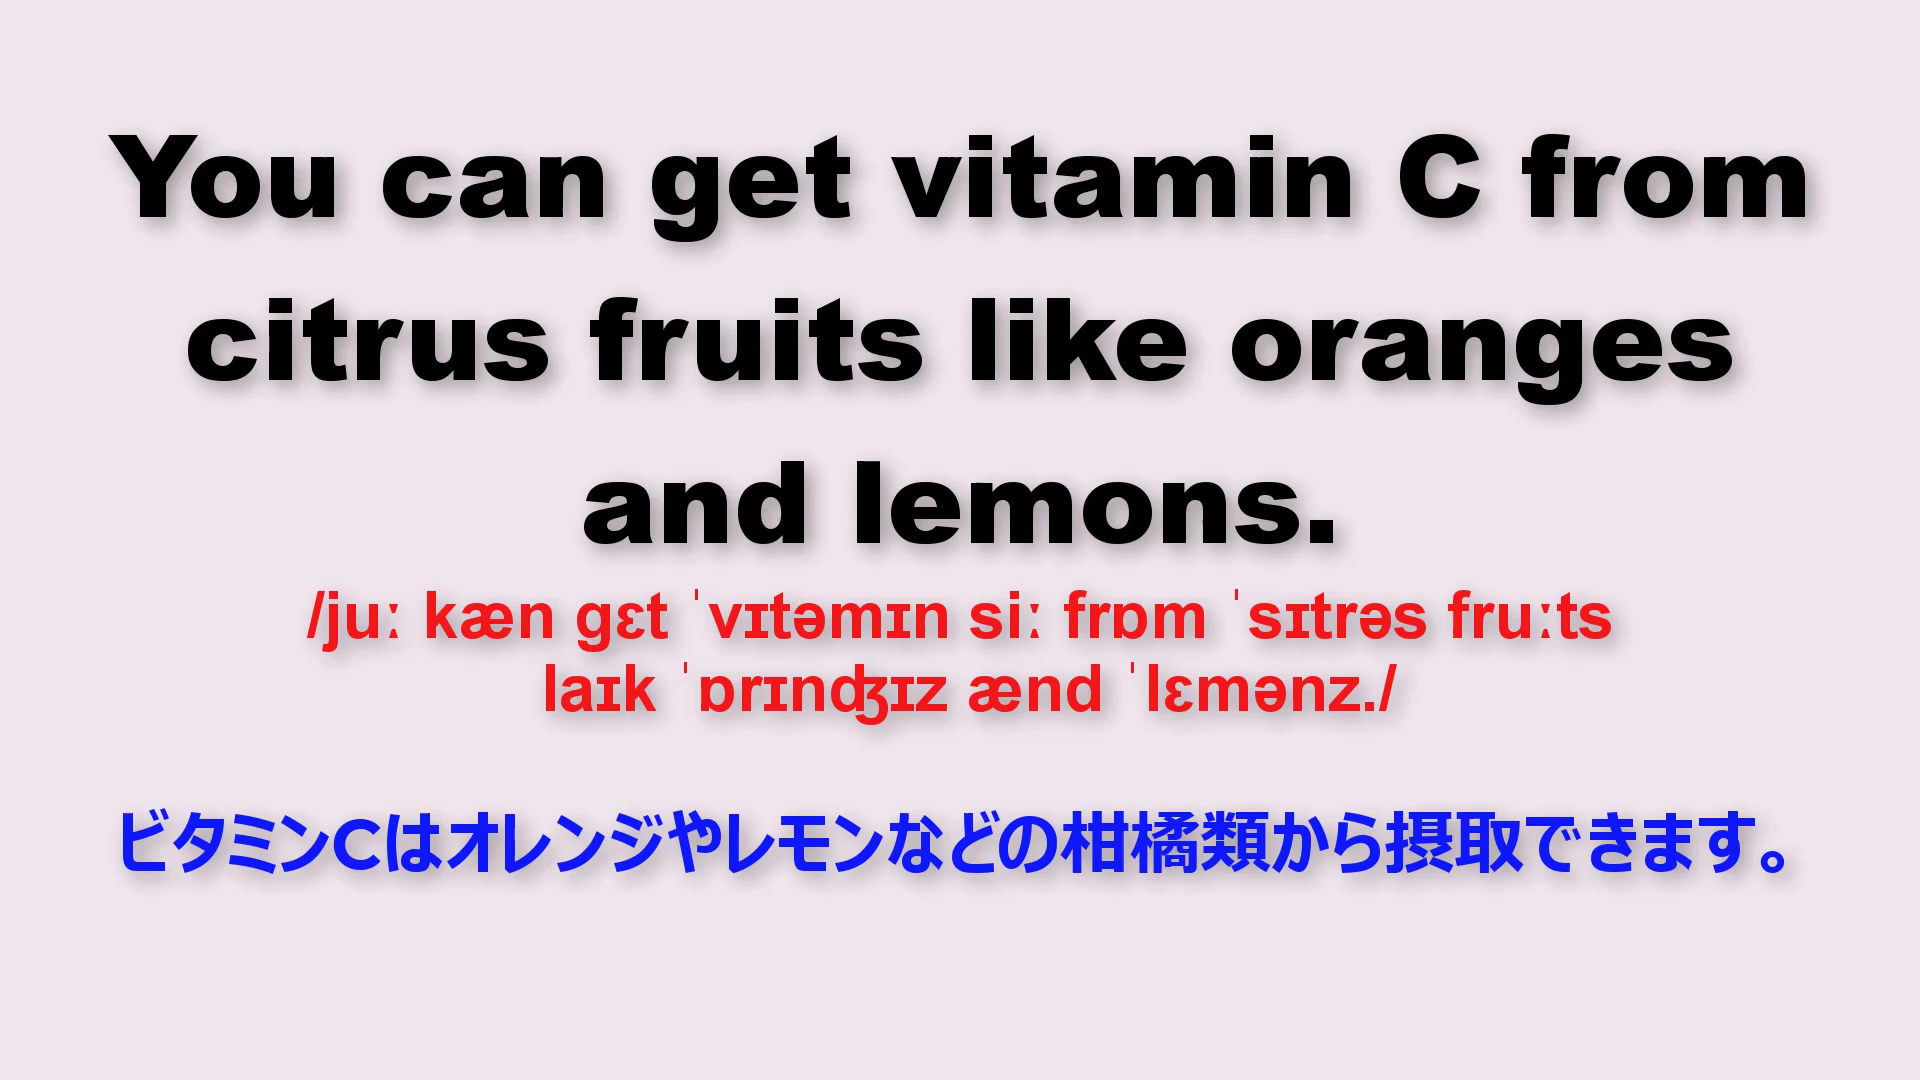 You can get vitamin C from
citrus fruits like oranges
and lemons.
/juː kæn gɛt ˈvɪtəmɪn siː frɒm ˈsɪtrəs fruːts
laɪk ˈɒrɪnʤɪz ænd ˈlɛmənz./
ビタミンCはオレンジやレモンなどの柑橘類から摂取できます。